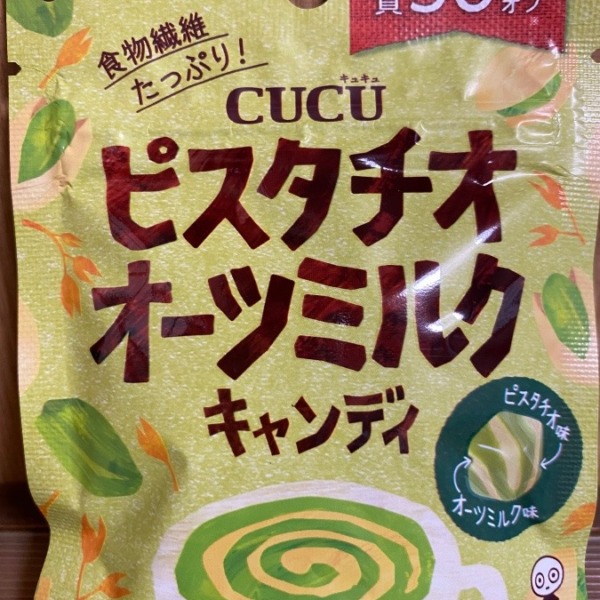 食物繊維
たっぷり!
キュキュ
CUCU
ピスタチオ
オーツミルク
キャンディ
ピスタチオ味
オーツミルク味